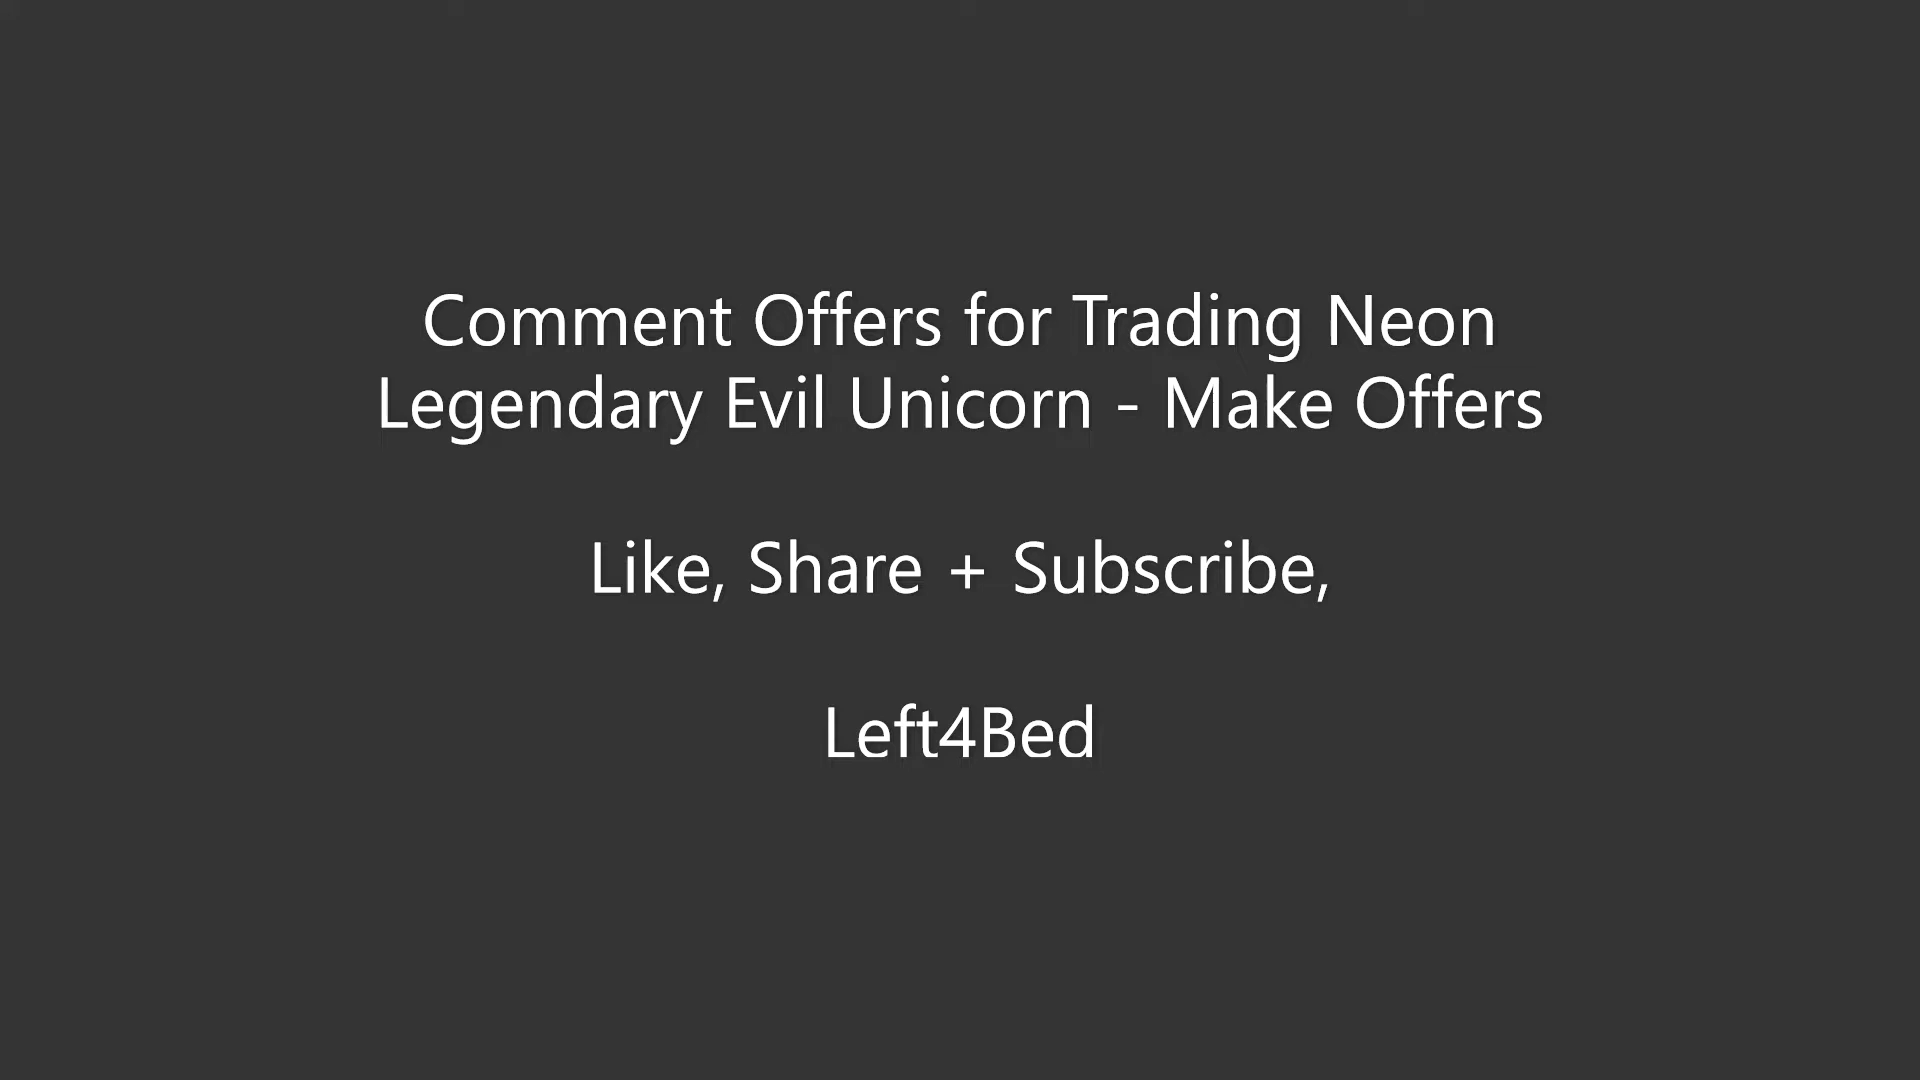 Comment Offers for Trading Neon
Legendary Evil Unicorn - Make Offers
Like, Share + Subscribe,
Left4Bed